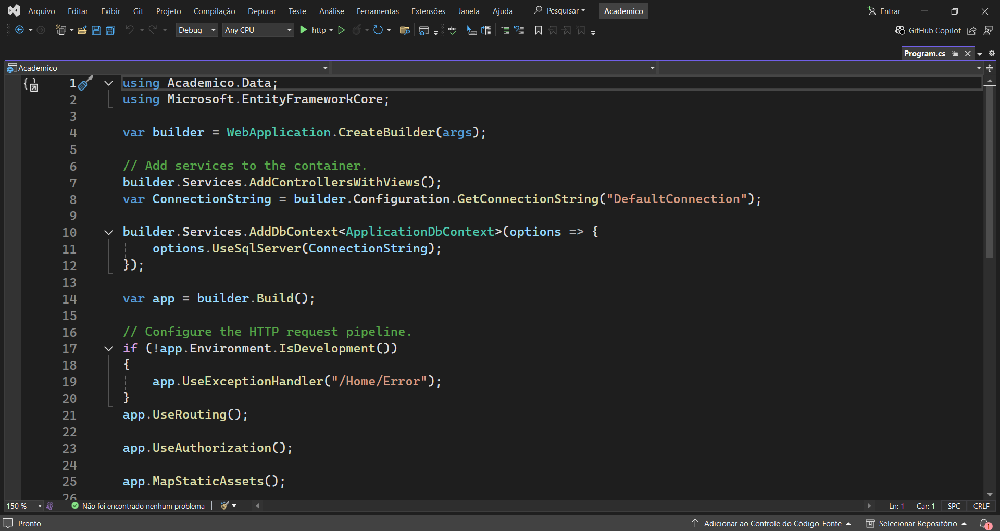 Arquivo Editar Exibir Git Projeto Compilação Depurar Teste Análise Ferramentas Extensões Janela Ajuda Pesquisar Academico Entrar
Debug Any CPU http abc GitHub Copilot
Program.cs
Academico
1 using Academico.Data;
2 using Microsoft.EntityFrameworkCore;
3
4 var builder = WebApplication.CreateBuilder(args);
5
6 // Add services to the container.
7 builder.Services.AddControllersWithViews();
8 var ConnectionString = builder.Configuration.GetConnectionString("DefaultConnection");
9
10 builder.Services.AddDbContext<ApplicationDbContext>(options => {
11 options.UseSqlServer(ConnectionString);
12 });
13
14 var app = builder.Build();
15
16 // Configure the HTTP request pipeline.
17 if (!app.Environment.IsDevelopment())
18 {
19 app.UseExceptionHandler("/Home/Error");
20 }
21 app.UseRouting();
22
23 app.UseAuthorization();
24
25 app.MapStaticAssets();
26
150 % Não foi encontrado nenhum problema Ln: 1 Car: 1 SPC CRLF
Pronto Adicionar ao Controle do Código-Fonte Selecionar Repositório 1